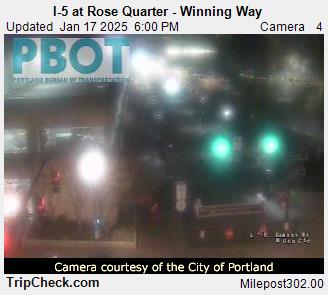 I-5 at Rose Quarter - Winning Way
Updated Jan 17 2025 6:00 PM Camera 4
PBOT
PORTLAND BUREAU OF TRANSPORTATION
Camera courtesy of the City of Portland
TripCheck.com Milepost302.00